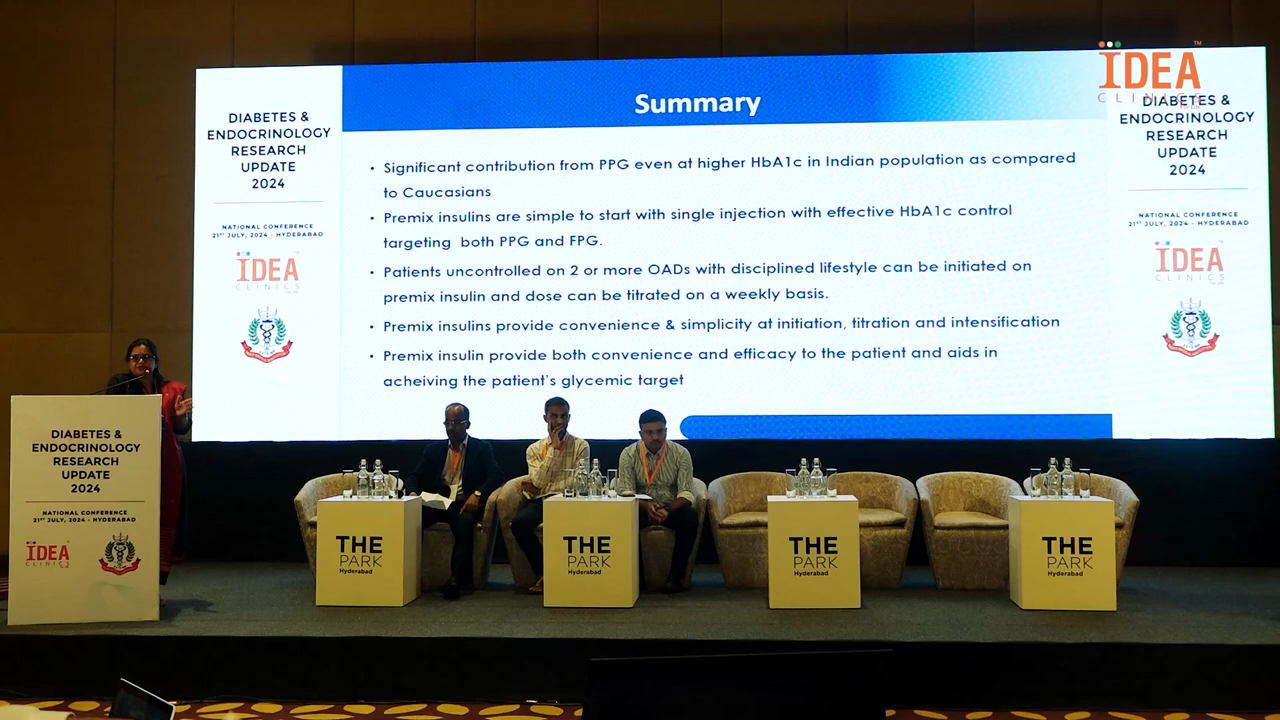 IDEA
CLINICS
TM
DIABETES &
ENDOCRINOLOGY
RESEARCH
UPDATE
2024
NATIONAL CONFERENCE
21ST JULY, 2024 - HYDERABAD
IDEA
CLINICS
Summary
• Significant contribution from PPG even at higher HbA1c in Indian population as compared
to Caucasians
• Premix insulins are simple to start with single injection with effective HbA1c control
targeting both PPG and FPG.
• Patients uncontrolled on 2 or more OADs with disciplined lifestyle can be initiated on
premix insulin and dose can be titrated on a weekly basis.
• Premix insulins provide convenience & simplicity at initiation, titration and intensification
• Premix insulin provide both convenience and efficacy to the patient and aids in
acheiving the patient's glycemic target
DIABETES &
ENDOCRINOLOGY
RESEARCH
UPDATE
2024
NATIONAL CONFERENCE
21ST JULY, 2024 - HYDERABAD
IDEA
CLINICS
DIABETES &
ENDOCRINOLOGY
RESEARCH
UPDATE
2024
NATIONAL CONFERENCE
21ST JULY, 2024 - HYDERABAD
IDEA
CLINICS
THE
PARK
Hyderabad
THE
PARK
Hyderabad
THE
PARK
Hyderabad
THE
PARK
Hyderabad